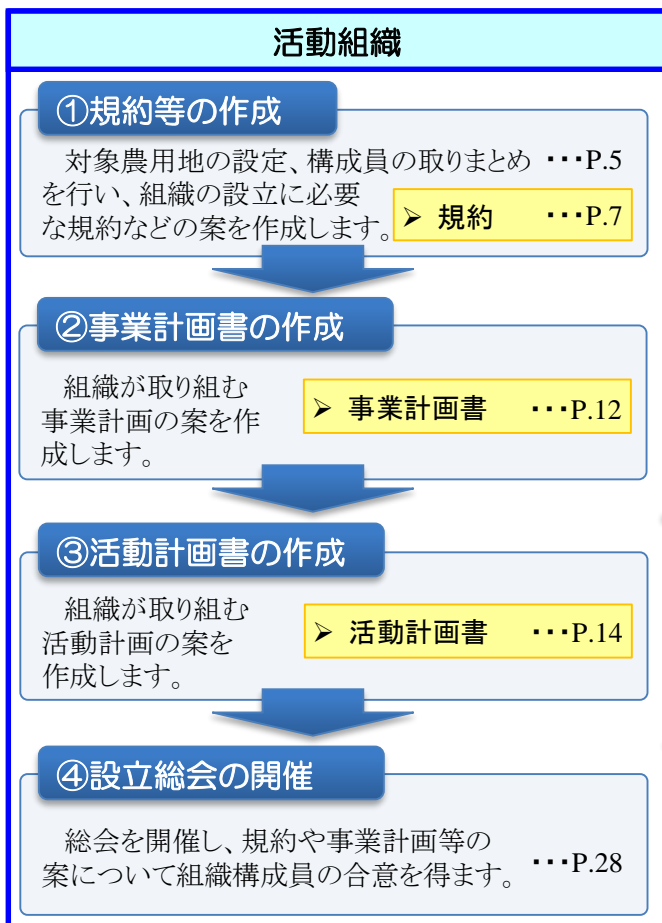 活動組織
①規約等の作成
対象農用地の設定、構成員の取りまとめ ・・・P.5
を行い、組織の設立に必要
な規約などの案を作成します。
➢ 規約 ・・・P.7
②事業計画書の作成
組織が取り組む
事業計画の案を作
成します。
➢ 事業計画書 ・・・P.12
③活動計画書の作成
組織が取り組む
活動計画の案を
作成します。
➢ 活動計画書 ・・・P.14
④設立総会の開催
総会を開催し、規約や事業計画等の
案について組織構成員の合意を得ます。 ・・・P.28